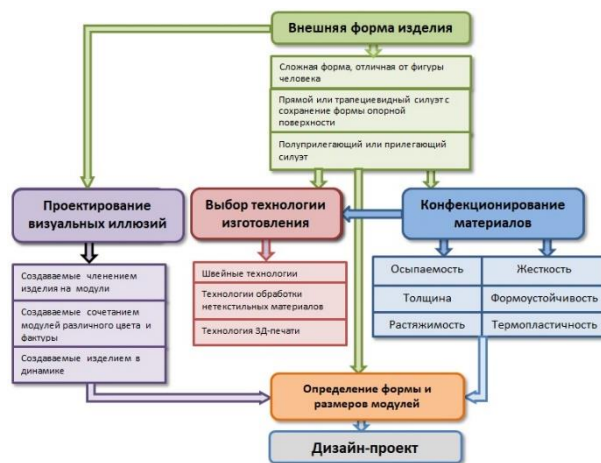 Внешняя форма изделия
Сложная форма, отличная от фигуры
человека
Прямой или трапециевидный силуэт с
сохранение формы опорной
поверхности
Полуприлегающий или прилегающий
силуэт
Проектирование
визуальных иллюзий
Выбор технологии
изготовления
Конфекционирование
материалов
Создаваемые членением
изделия на модули
Создаваемые сочетанием
модулей различного цвета и
фактуры
Создаваемые изделием в
динамике
Швейные технологии
Технологии обработки
нетекстильных материалов
Технология 3Д-печати
Осыпаемость
Жесткость
Толщина
Формоустойчивость
Растяжимость
Термопластичность
Определение формы и
размеров модулей
Дизайн-проект